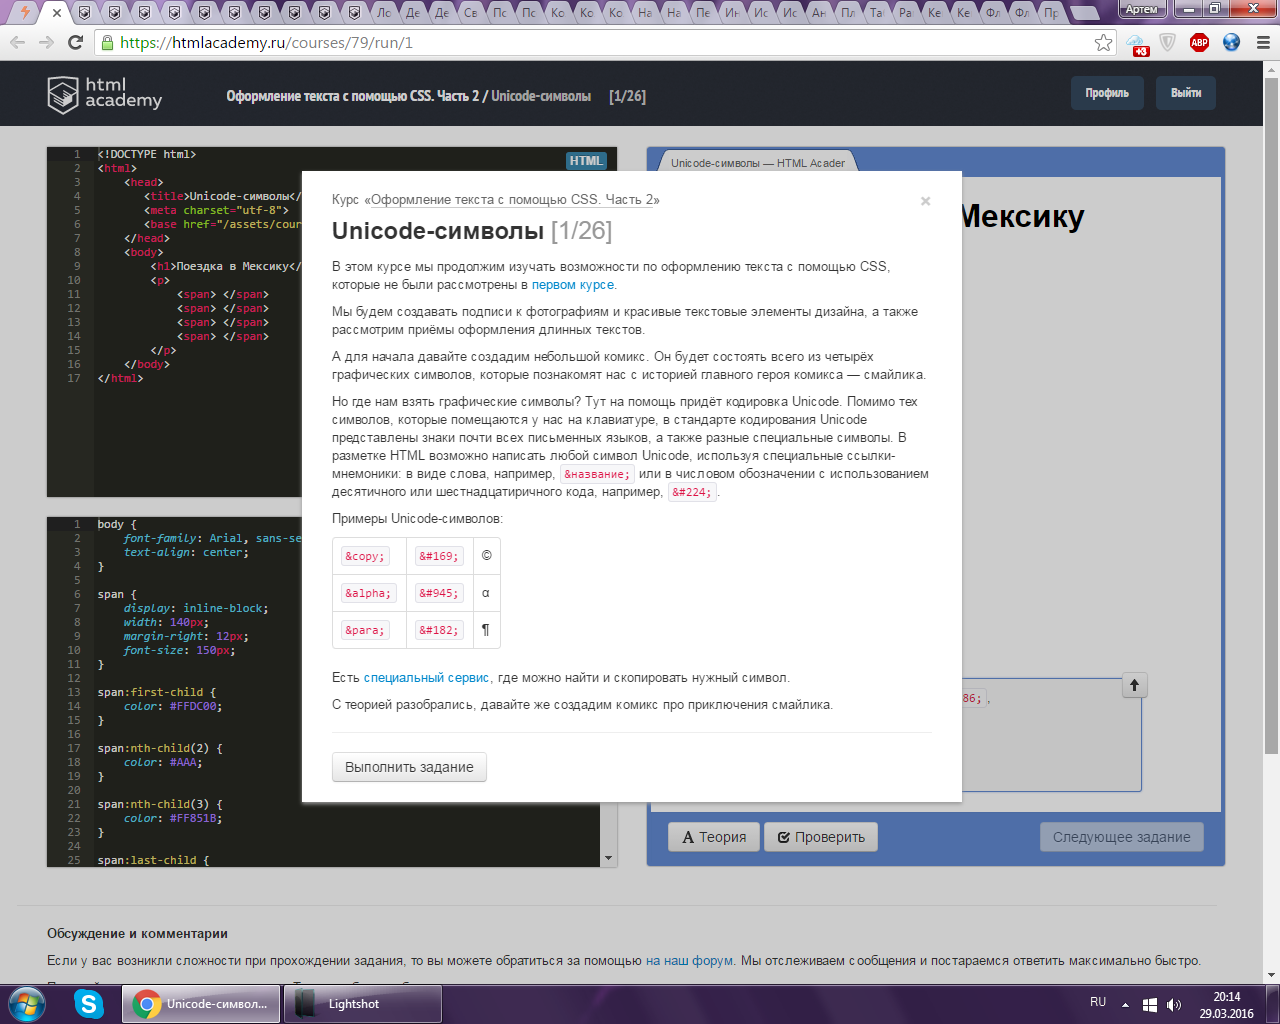 Ло
Де
Де
Св
По
По
Ко
Ко
Ко
На
На
Пе
Ин
Ис
Ис
Ан
Пл
Та
Ра
Ке
Ке
Фл
Фл
Пр
Артем
https://htmlacademy.ru/courses/79/run/1
+3
ABP
html
academy
Оформление текста с помощью CSS. Часть 2 / Unicode-символы [1/26]
Профиль
Выйти
HTML
1 <!DOCTYPE html>
2 <html>
3 <head>
4 <title>Unicode-символы</
5 <meta charset="utf-8">
6 <base href="/assets/cour
7 </head>
8 <body>
9 <h1>Поездка в Мексику</
10 <p>
11 <span> </span>
12 <span> </span>
13 <span> </span>
14 <span> </span>
15 </p>
16 </body>
17 </html>
1 body {
2 font-family: Arial, sans-se
3 text-align: center;
4 }
5
6 span {
7 display: inline-block;
8 width: 140px;
9 margin-right: 12px;
10 font-size: 150px;
11 }
12
13 span:first-child {
14 color: #FFDC00;
15 }
16
17 span:nth-child(2) {
18 color: #AAA;
19 }
20
21 span:nth-child(3) {
22 color: #FF851B;
23 }
24
25 span:last-child {
Unicode-символы — HTML Acader
Мексику
86; ,
Теория
Проверить
Следующее задание
Курс «Оформление текста с помощью CSS. Часть 2»
×
Unicode-символы [1/26]
В этом курсе мы продолжим изучать возможности по оформлению текста с помощью CSS,
которые не были рассмотрены в первом курсе.
Мы будем создавать подписи к фотографиям и красивые текстовые элементы дизайна, а также
рассмотрим приёмы оформления длинных текстов.
А для начала давайте создадим небольшой комикс. Он будет состоять всего из четырёх
графических символов, которые познакомят нас с историей главного героя комикса — смайлика.
Но где нам взять графические символы? Тут на помощь придёт кодировка Unicode. Помимо тех
символов, которые помещаются у нас на клавиатуре, в стандарте кодирования Unicode
представлены знаки почти всех письменных языков, а также разные специальные символы. В
разметке HTML возможно написать любой символ Unicode, используя специальные ссылки-
мнемоники: в виде слова, например, &название; или в числовом обозначении с использованием
десятичного или шестнадцатиричного кода, например, &#224; .
Примеры Unicode-символов:
&copy; &#169; ©
&alpha; &#945; α
&para; &#182; ¶
Есть специальный сервис, где можно найти и скопировать нужный символ.
С теорией разобрались, давайте же создадим комикс про приключения смайлика.
Выполнить задание
Обсуждение и комментарии
Если у вас возникли сложности при прохождении задания, то вы можете обратиться за помощью на наш форум. Мы отслеживаем сообщения и постараемся ответить максимально быстро.
Unicode-символ...
Lightshot
RU
20:14
29.03.2016